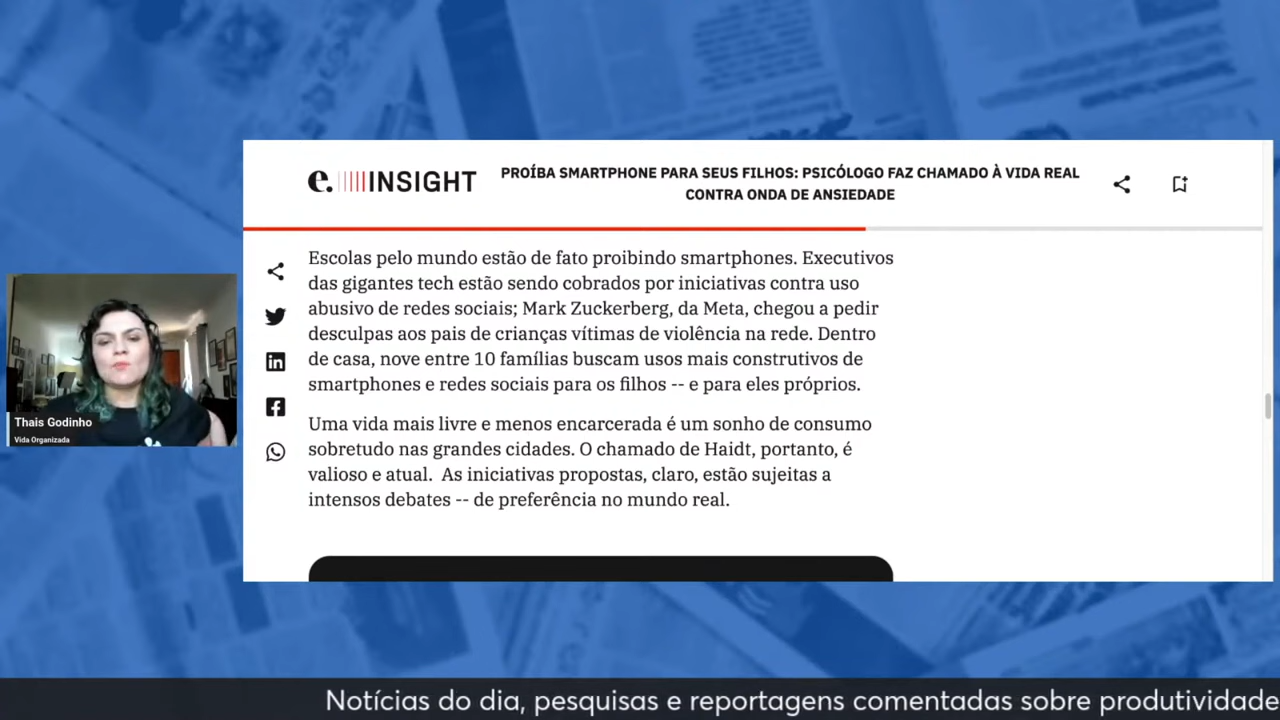 e. INSIGHT
PROÍBA SMARTPHONE PARA SEUS FILHOS: PSICÓLOGO FAZ CHAMADO À VIDA REAL
CONTRA ONDA DE ANSIEDADE
Escolas pelo mundo estão de fato proibindo smartphones. Executivos
das gigantes tech estão sendo cobrados por iniciativas contra uso
abusivo de redes sociais; Mark Zuckerberg, da Meta, chegou a pedir
desculpas aos pais de crianças vítimas de violência na rede. Dentro
de casa, nove entre 10 famílias buscam usos mais construtivos de
smartphones e redes sociais para os filhos -- e para eles próprios.
Uma vida mais livre e menos encarcerada é um sonho de consumo
sobretudo nas grandes cidades. O chamado de Haidt, portanto, é
valioso e atual. As iniciativas propostas, claro, estão sujeitas a
intensos debates -- de preferência no mundo real.
Thais Godinho
Vida Organizada
Notícias do dia, pesquisas e reportagens comentadas sobre produtividade